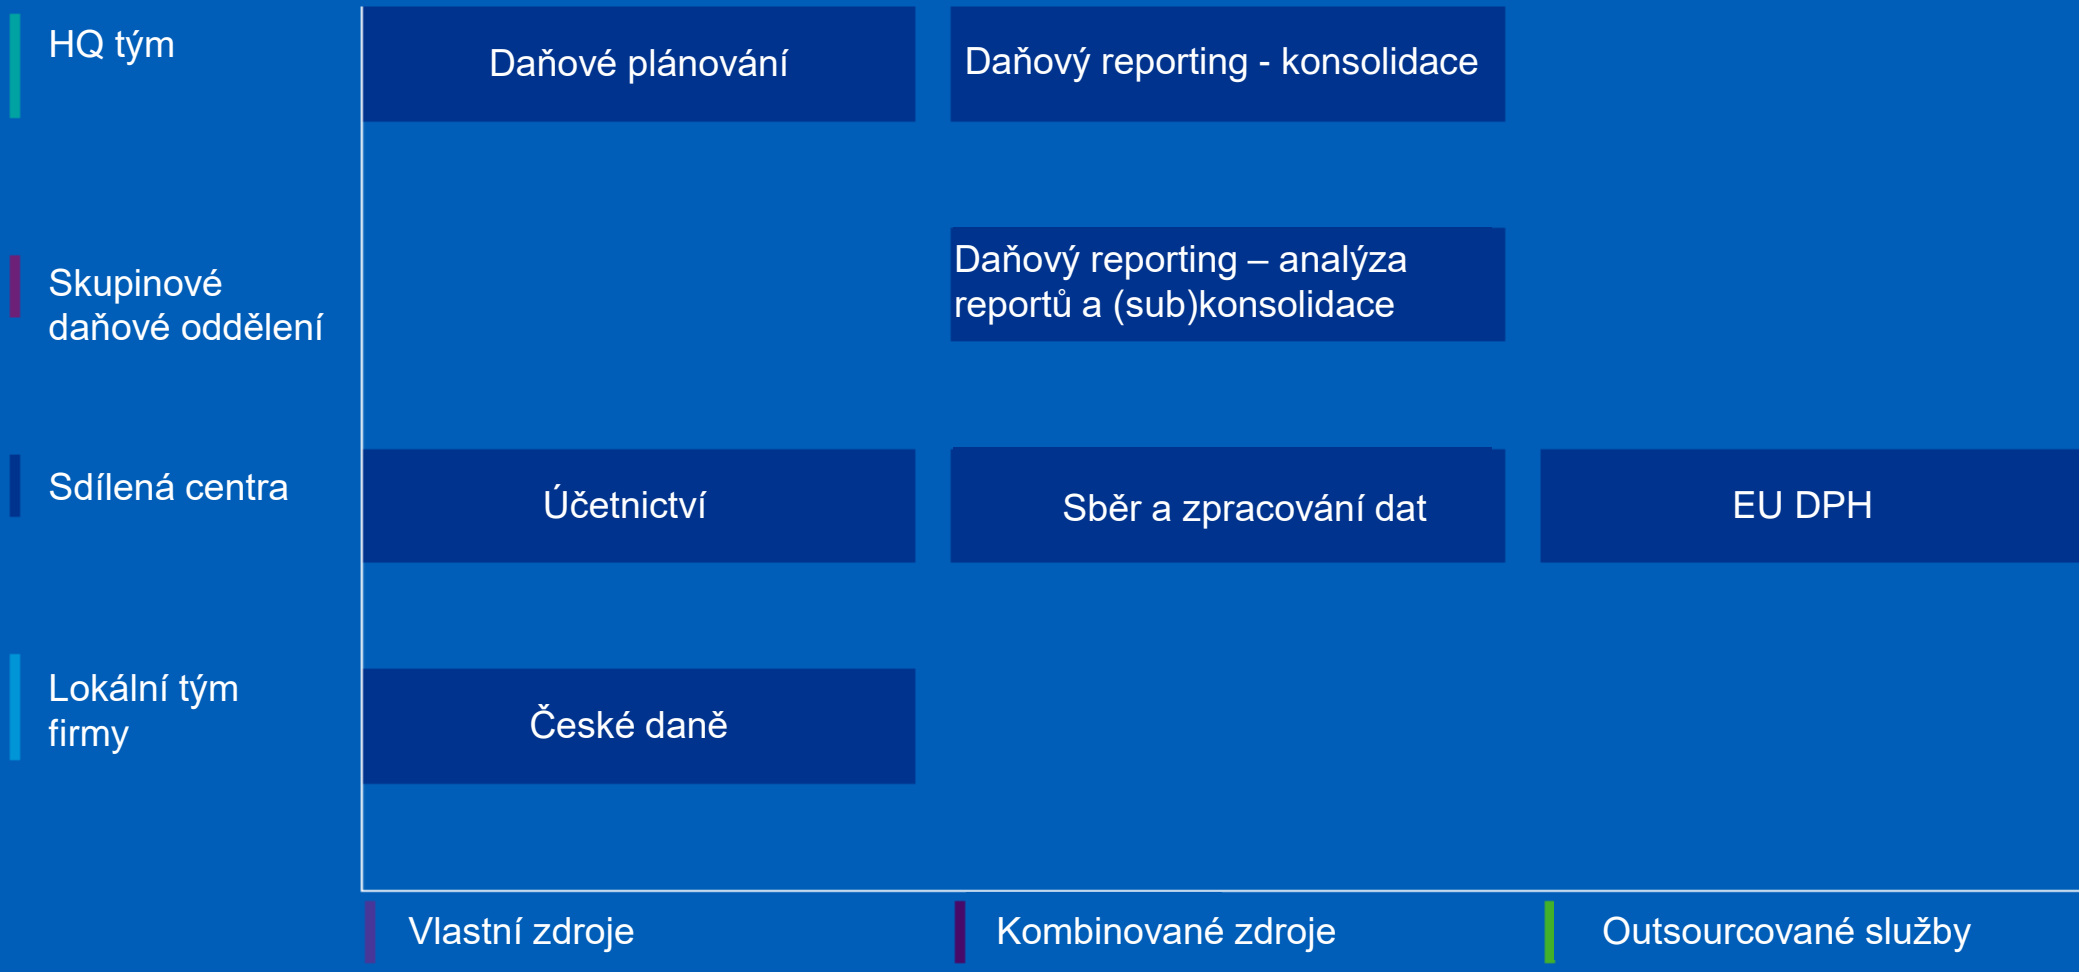 HQ tým
Daňové plánování
Daňový reporting - konsolidace
Skupinové
daňové oddělení
Daňový reporting – analýza
reportů a (sub)konsolidace
Sdílená centra
Účetnictví
Sběr a zpracování dat
EU DPH
Lokální tým
firmy
České daně
Vlastní zdroje
Kombinované zdroje
Outsourcované služby